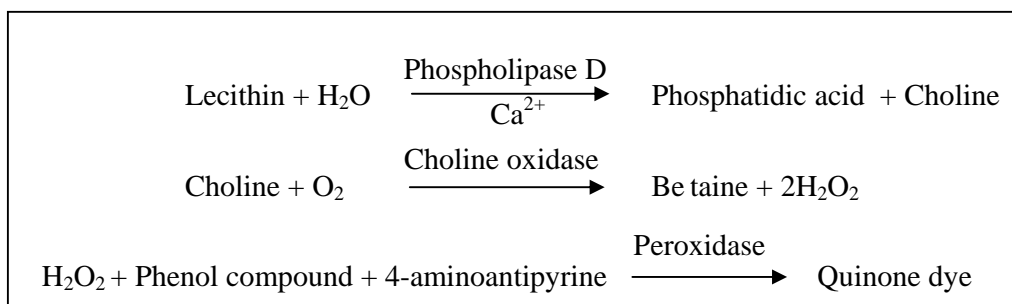 Phospholipase D
Lecithin + H₂O → Phosphatidic acid + Choline
Ca²⁺
Choline oxidase
Choline + O₂ → Be taine + 2H₂O₂
Peroxidase
H₂O₂ + Phenol compound + 4-aminoantipyrine → Quinone dye